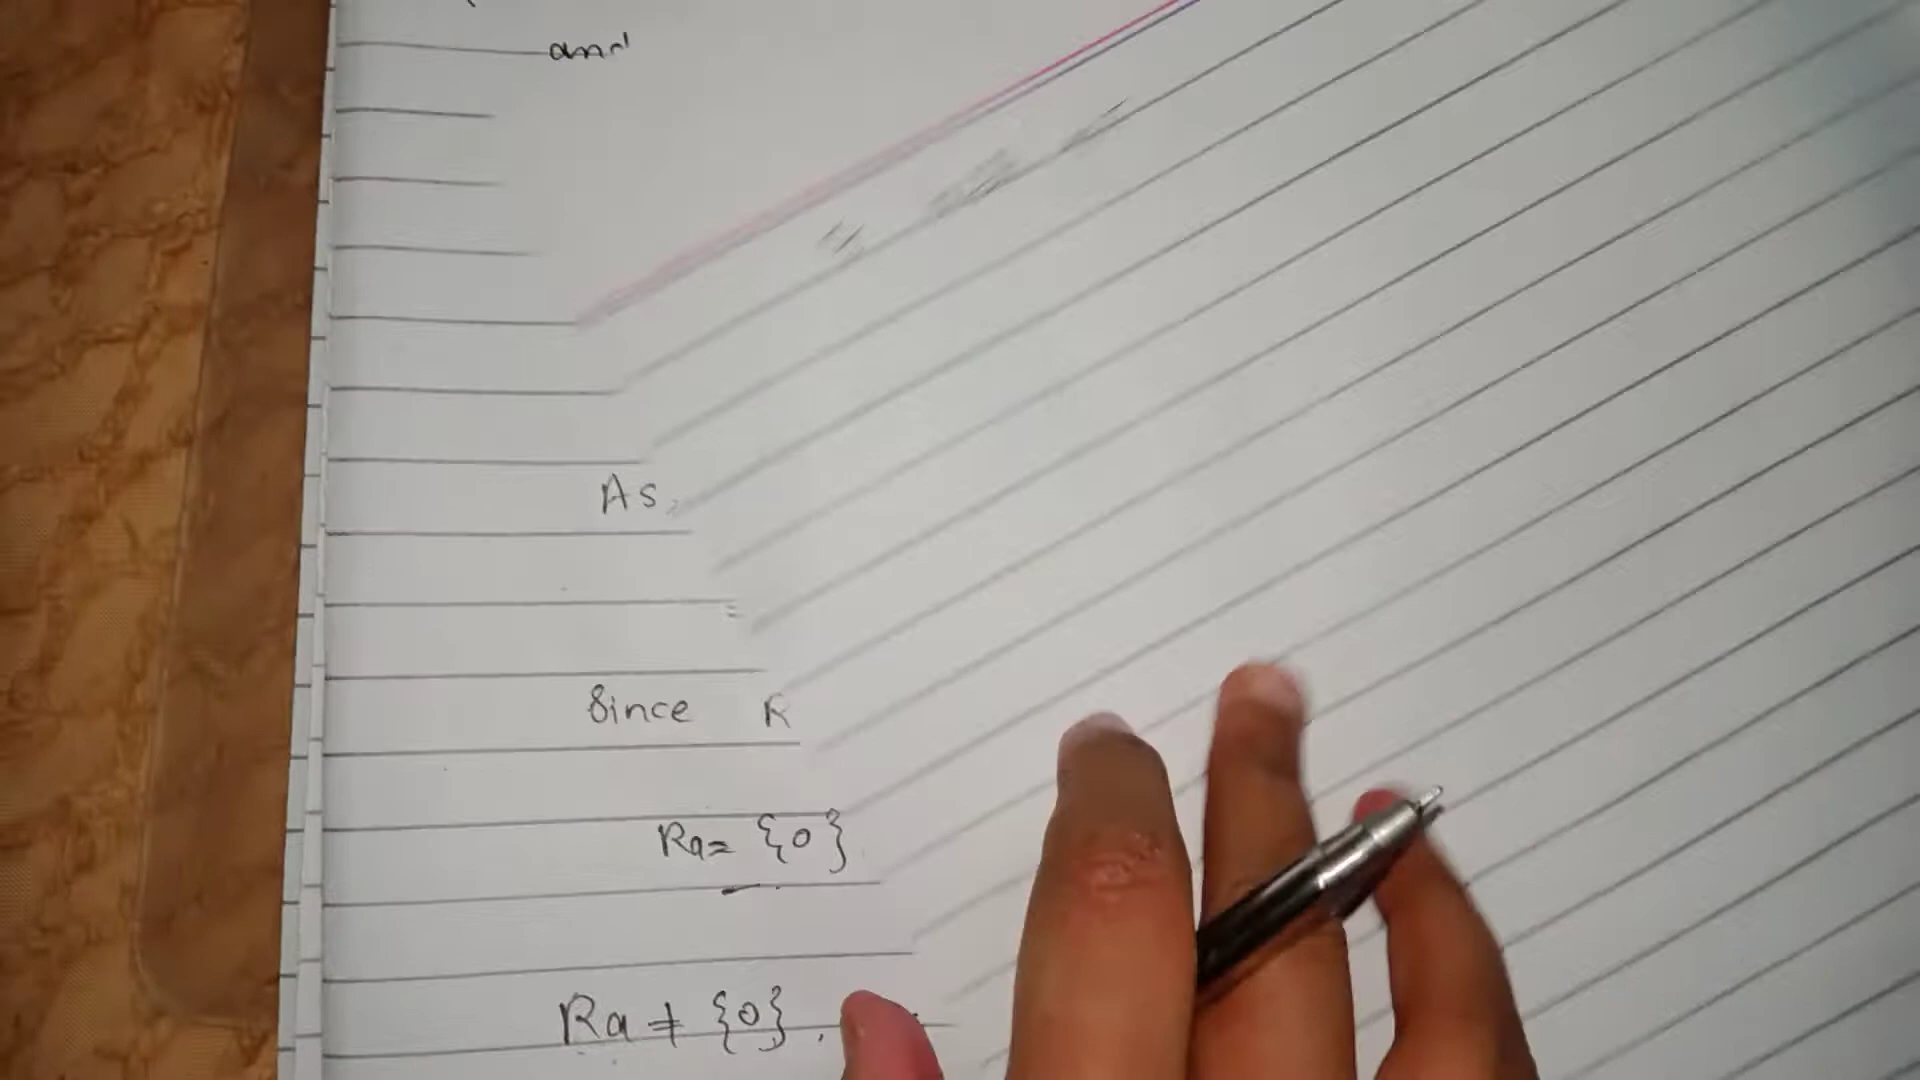 and
As,
Since R
Ra = {0}
Ra ≠ {0}.